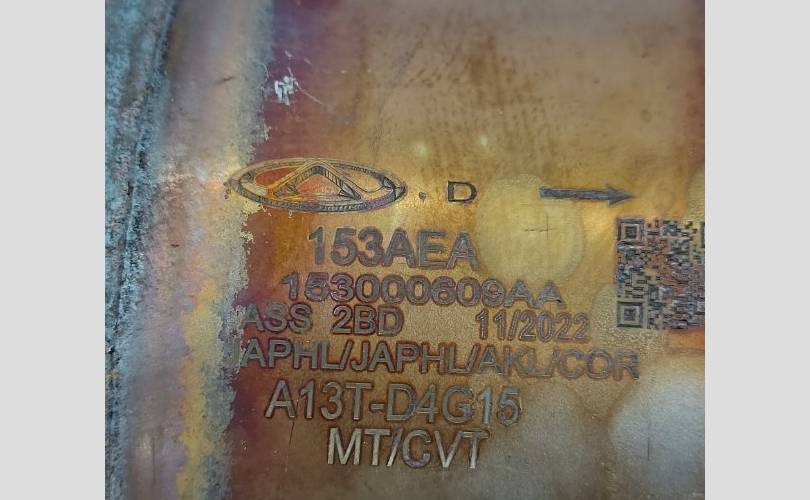 . D
153AEA
153000609AA
ASS 2BD 11/2022
JAPHL/JAPHL/AKL/COR
A13T-D4G15
MT/CVT